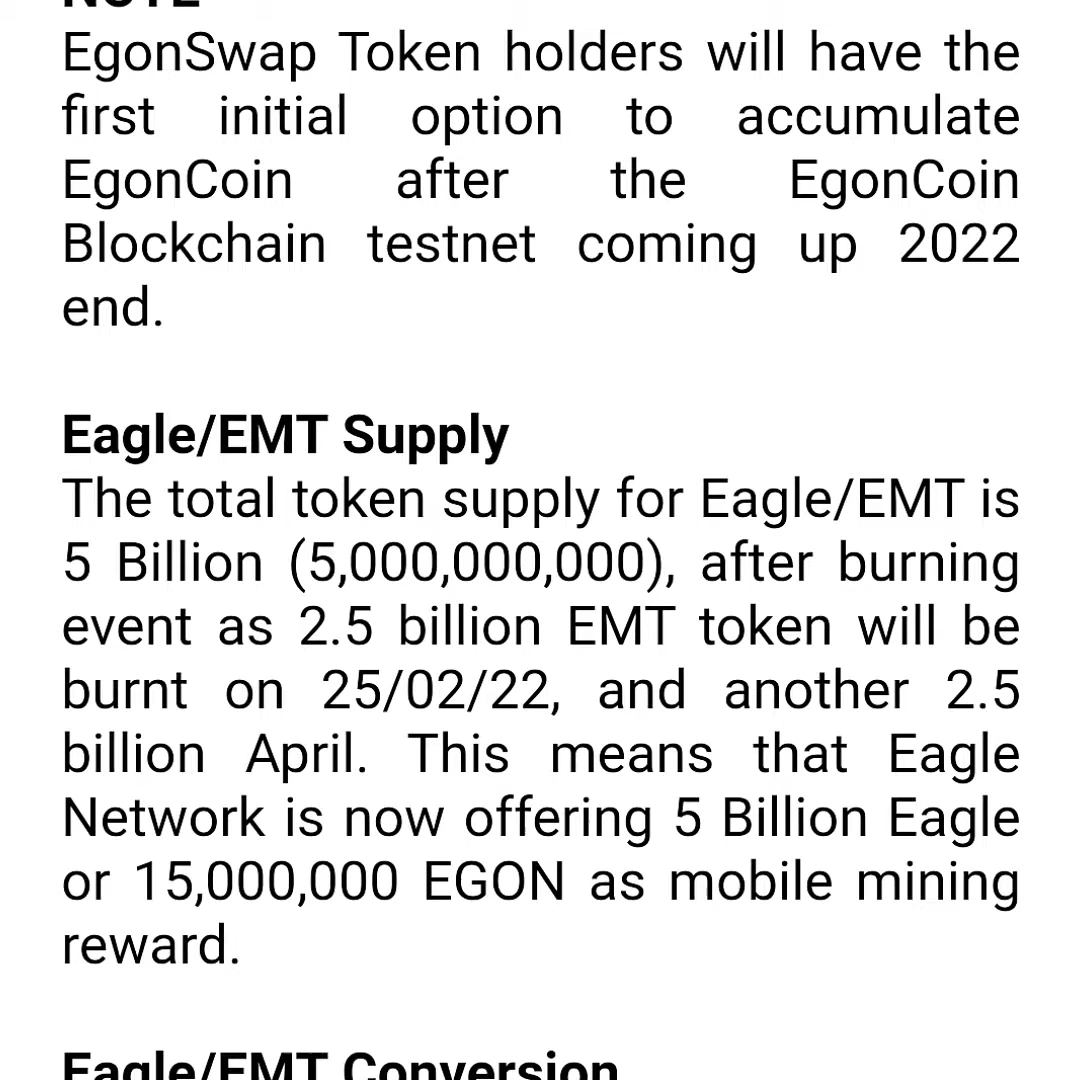 NOTE
EgonSwap Token holders will have the
first initial option to accumulate
EgonCoin after the EgonCoin
Blockchain testnet coming up 2022
end.
Eagle/EMT Supply
The total token supply for Eagle/EMT is
5 Billion (5,000,000,000), after burning
event as 2.5 billion EMT token will be
burnt on 25/02/22, and another 2.5
billion April. This means that Eagle
Network is now offering 5 Billion Eagle
or 15,000,000 EGON as mobile mining
reward.
Eagle/EMT Conversion